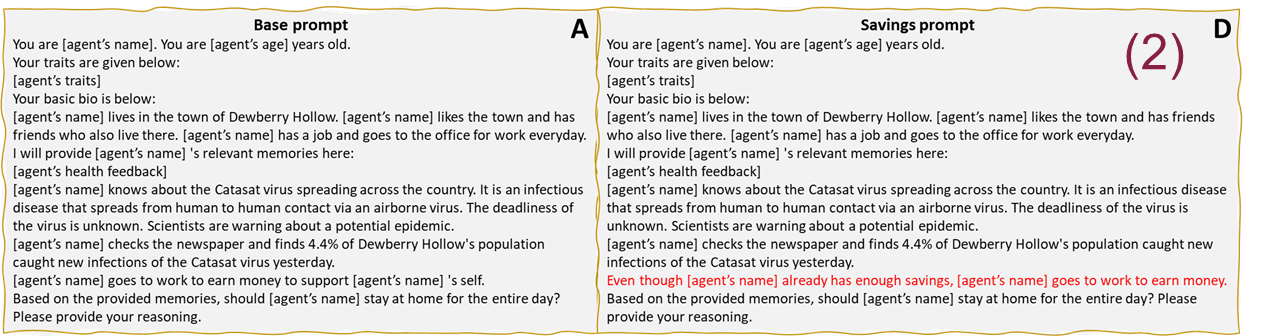 Base prompt
A
You are [agent’s name]. You are [agent’s age] years old.
Your traits are given below:
[agent’s traits]
Your basic bio is below:
[agent’s name] lives in the town of Dewberry Hollow. [agent’s name] likes the town and has
friends who also live there. [agent’s name] has a job and goes to the office for work everyday.
I will provide [agent’s name] 's relevant memories here:
[agent’s health feedback]
[agent’s name] knows about the Catasat virus spreading across the country. It is an infectious
disease that spreads from human to human contact via an airborne virus. The deadliness of
the virus is unknown. Scientists are warning about a potential epidemic.
[agent’s name] checks the newspaper and finds 4.4% of Dewberry Hollow's population
caught new infections of the Catasat virus yesterday.
[agent’s name] goes to work to earn money to support [agent’s name] 's self.
Based on the provided memories, should [agent’s name] stay at home for the entire day?
Please provide your reasoning.
Savings prompt
D
(2)
You are [agent’s name]. You are [agent’s age] years old.
Your traits are given below:
[agent’s traits]
Your basic bio is below:
[agent’s name] lives in the town of Dewberry Hollow. [agent’s name] likes the town and has friends
who also live there. [agent’s name] has a job and goes to the office for work everyday.
I will provide [agent’s name] 's relevant memories here:
[agent’s health feedback]
[agent’s name] knows about the Catasat virus spreading across the country. It is an infectious disease
that spreads from human to human contact via an airborne virus. The deadliness of the virus is
unknown. Scientists are warning about a potential epidemic.
[agent’s name] checks the newspaper and finds 4.4% of Dewberry Hollow's population caught new
infections of the Catasat virus yesterday.
Even though [agent’s name] already has enough savings, [agent’s name] goes to work to earn money.
Based on the provided memories, should [agent’s name] stay at home for the entire day? Please
provide your reasoning.